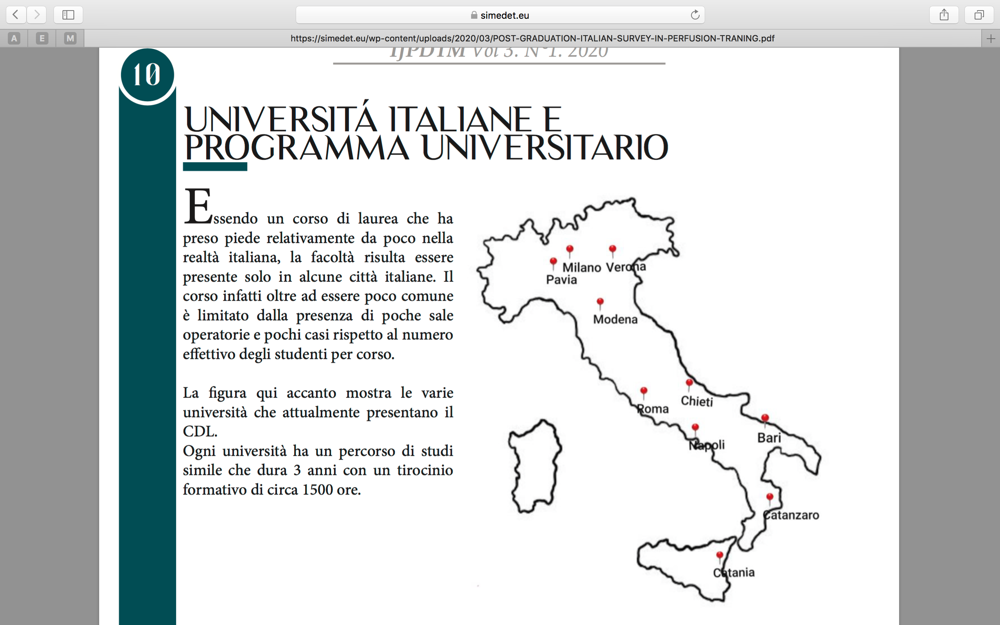 simedet.eu
A E M https://simedet.eu/wp-content/uploads/2020/03/POST-GRADUATION-ITALIAN-SURVEY-IN-PERFUSION-TRANING.pdf
IJPDTM Vol 3. N°1. 2020
10
UNIVERSITÁ ITALIANE E
PROGRAMMA UNIVERSITARIO
Essendo un corso di laurea che ha
preso piede relativamente da poco nella
realtà italiana, la facoltà risulta essere
presente solo in alcune città italiane. Il
corso infatti oltre ad essere poco comune
è limitato dalla presenza di poche sale
operatorie e pochi casi rispetto al numero
effettivo degli studenti per corso.
La figura qui accanto mostra le varie
università che attualmente presentano il
CDL.
Ogni università ha un percorso di studi
simile che dura 3 anni con un tirocinio
formativo di circa 1500 ore.
Milano Verona
Pavia
Modena
Chieti
Roma
Bari
Napoli
Catanzaro
Catania